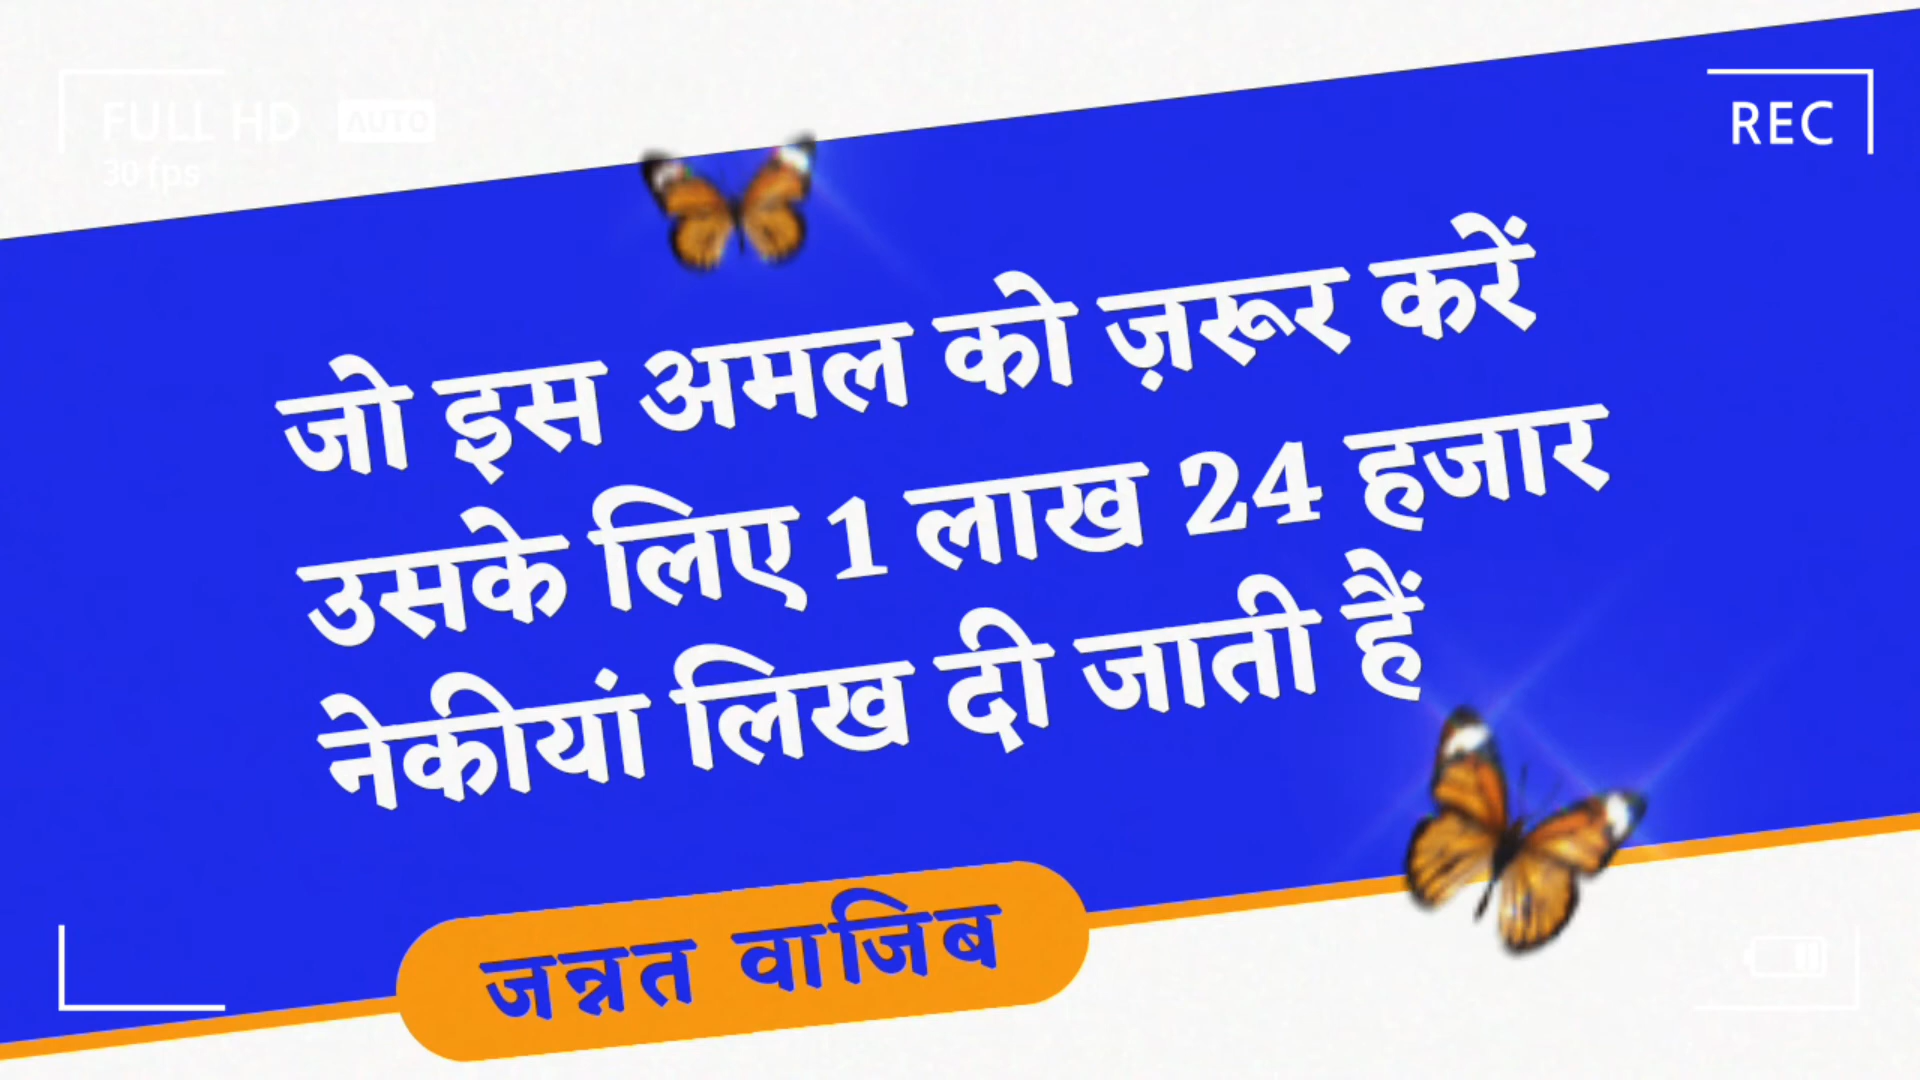 FULL HD AUTO
30 fps
REC
जो इस अमल को ज़रूर करें
उसके लिए 1 लाख 24 हजार
नेकीयां लिख दी जाती हैं
जन्नत वाजिब